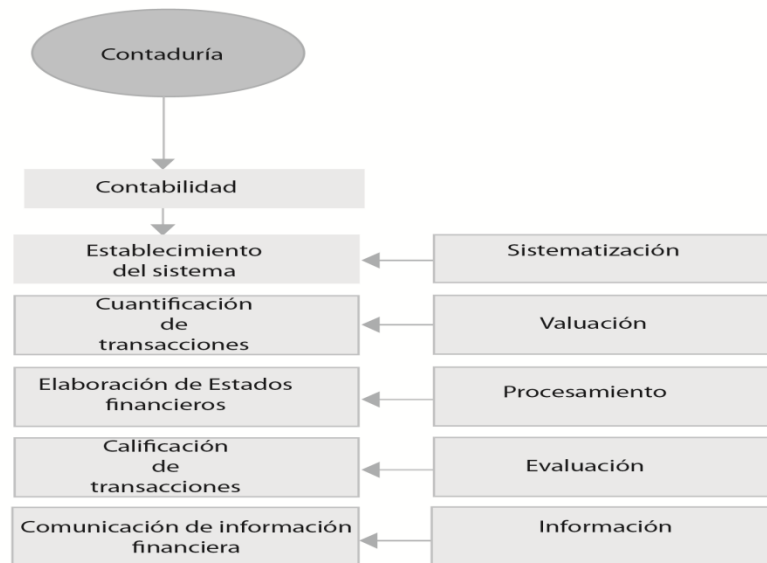 Contaduría
Contabilidad
Establecimiento
del sistema
Sistematización
Cuantificación
de
transacciones
Valuación
Elaboración de Estados
financieros
Procesamiento
Calificación
de
transacciones
Evaluación
Comunicación de información
financiera
Información